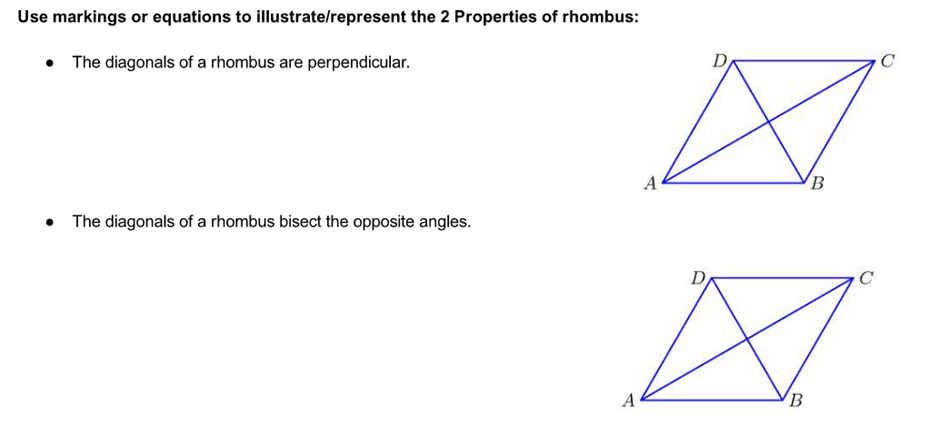 Use markings or equations to illustrate/represent the 2 Properties of rhombus:
● The diagonals of a rhombus are perpendicular.
D C
A B
● The diagonals of a rhombus bisect the opposite angles.
D C
A B